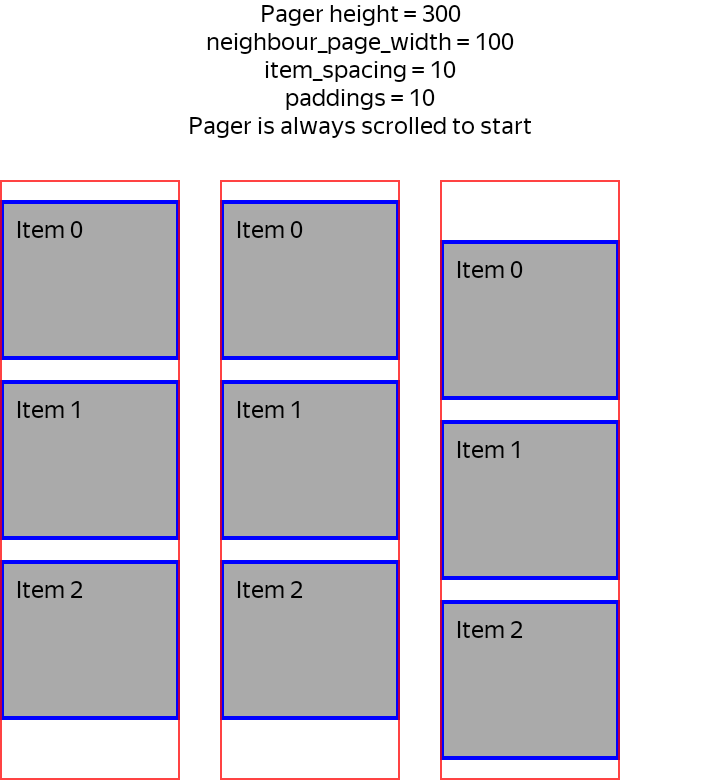 Pager height = 300
neighbour_page_width = 100
item_spacing = 10
paddings = 10
Pager is always scrolled to start
Item 0
Item 1
Item 2
Item 0
Item 1
Item 2
Item 0
Item 1
Item 2